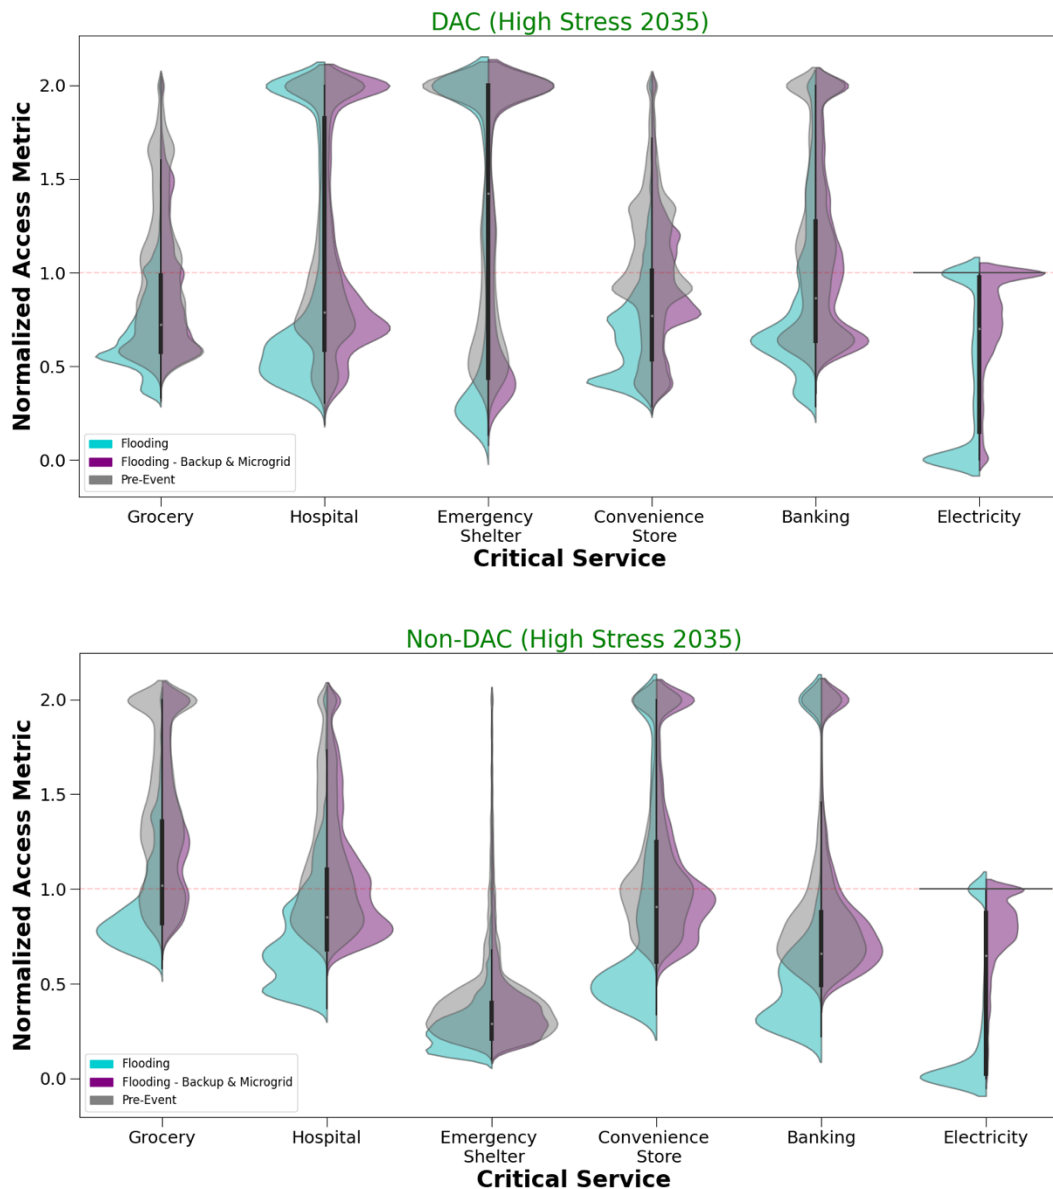 DAC (High Stress 2035)
Normalized Access Metric
2.0
1.5
1.0
0.5
0.0
Flooding
Flooding - Backup & Microgrid
Pre-Event
Grocery
Hospital
Emergency
Shelter
Convenience
Store
Banking
Electricity
Critical Service
Non-DAC (High Stress 2035)
Normalized Access Metric
2.0
1.5
1.0
0.5
0.0
Flooding
Flooding - Backup & Microgrid
Pre-Event
Grocery
Hospital
Emergency
Shelter
Convenience
Store
Banking
Electricity
Critical Service